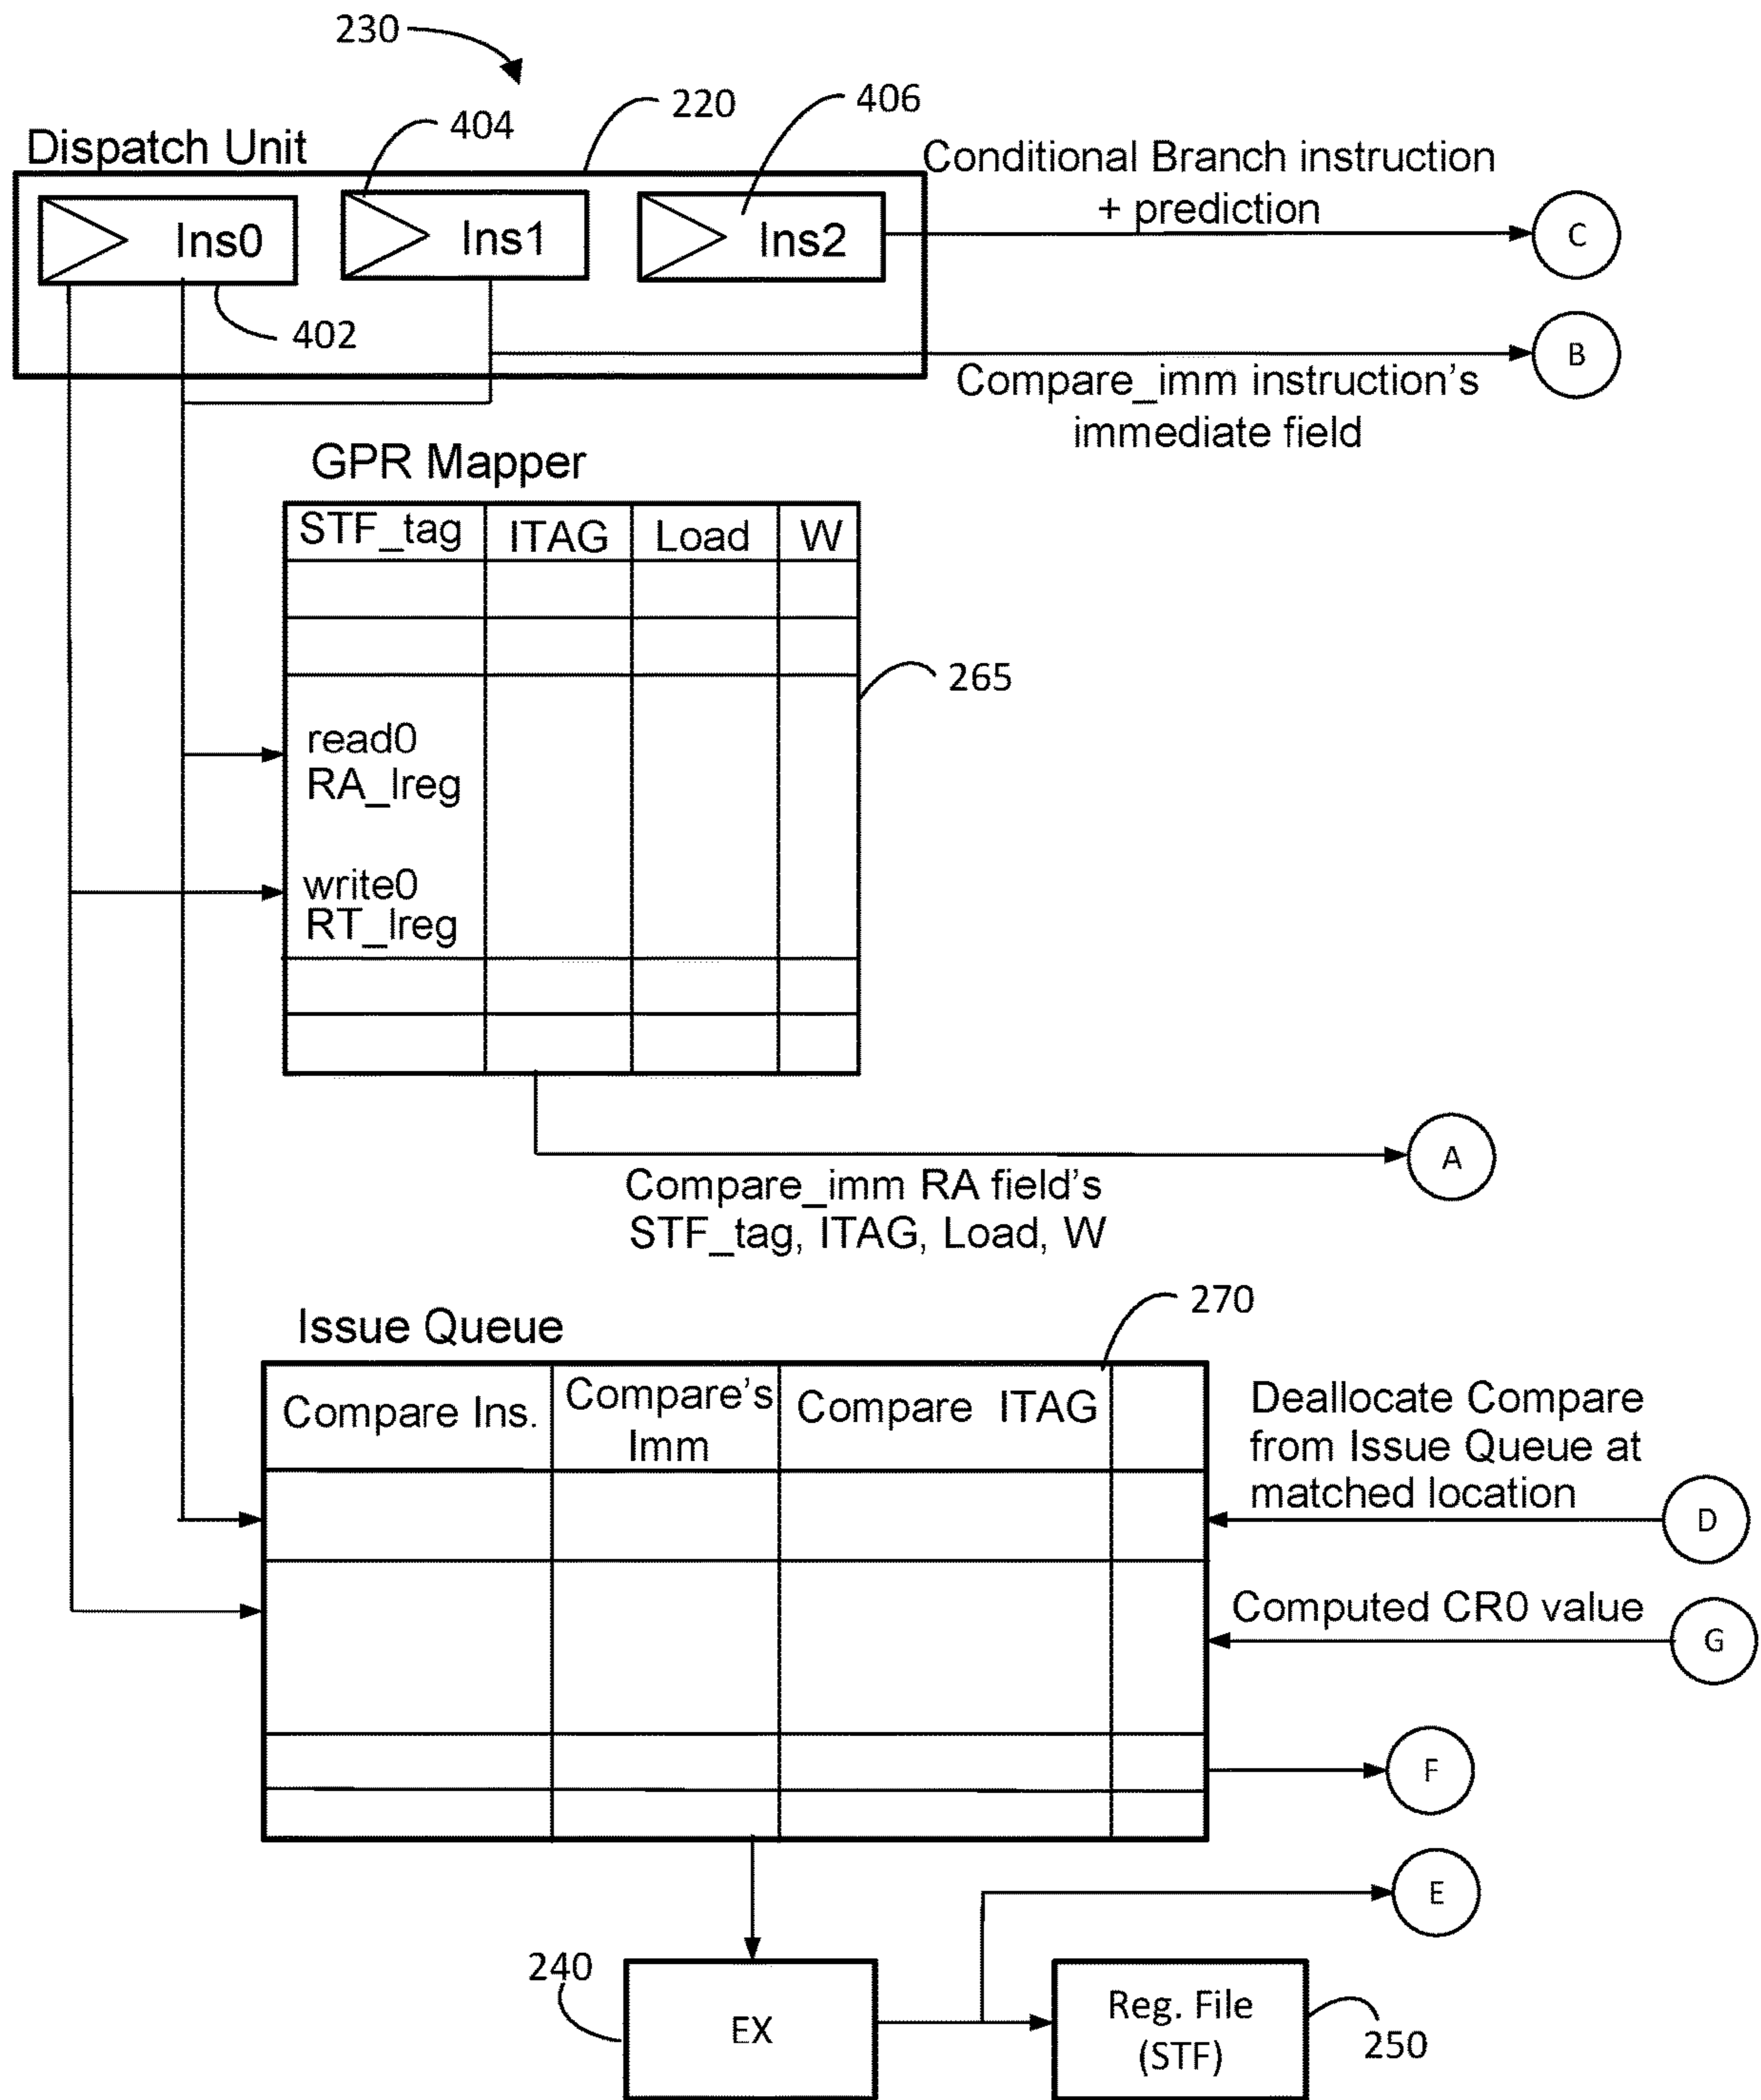 230
220
406
404
Dispatch Unit
Conditional Branch instruction
+ prediction
Ins0
Ins1
Ins2
C
402
B
Compare_imm instruction's
immediate field
GPR Mapper
STF_tag ITAG Load W
265
read0
RA_lreg
write0
RT_lreg
A
Compare_imm RA field's
STF_tag, ITAG, Load, W
270
Issue Queue
Compare Ins.
Compare's
Imm
Compare ITAG
Deallocate Compare
from Issue Queue at
matched location
D
Computed CR0 value
G
F
E
240
EX
Reg. File
(STF)
250